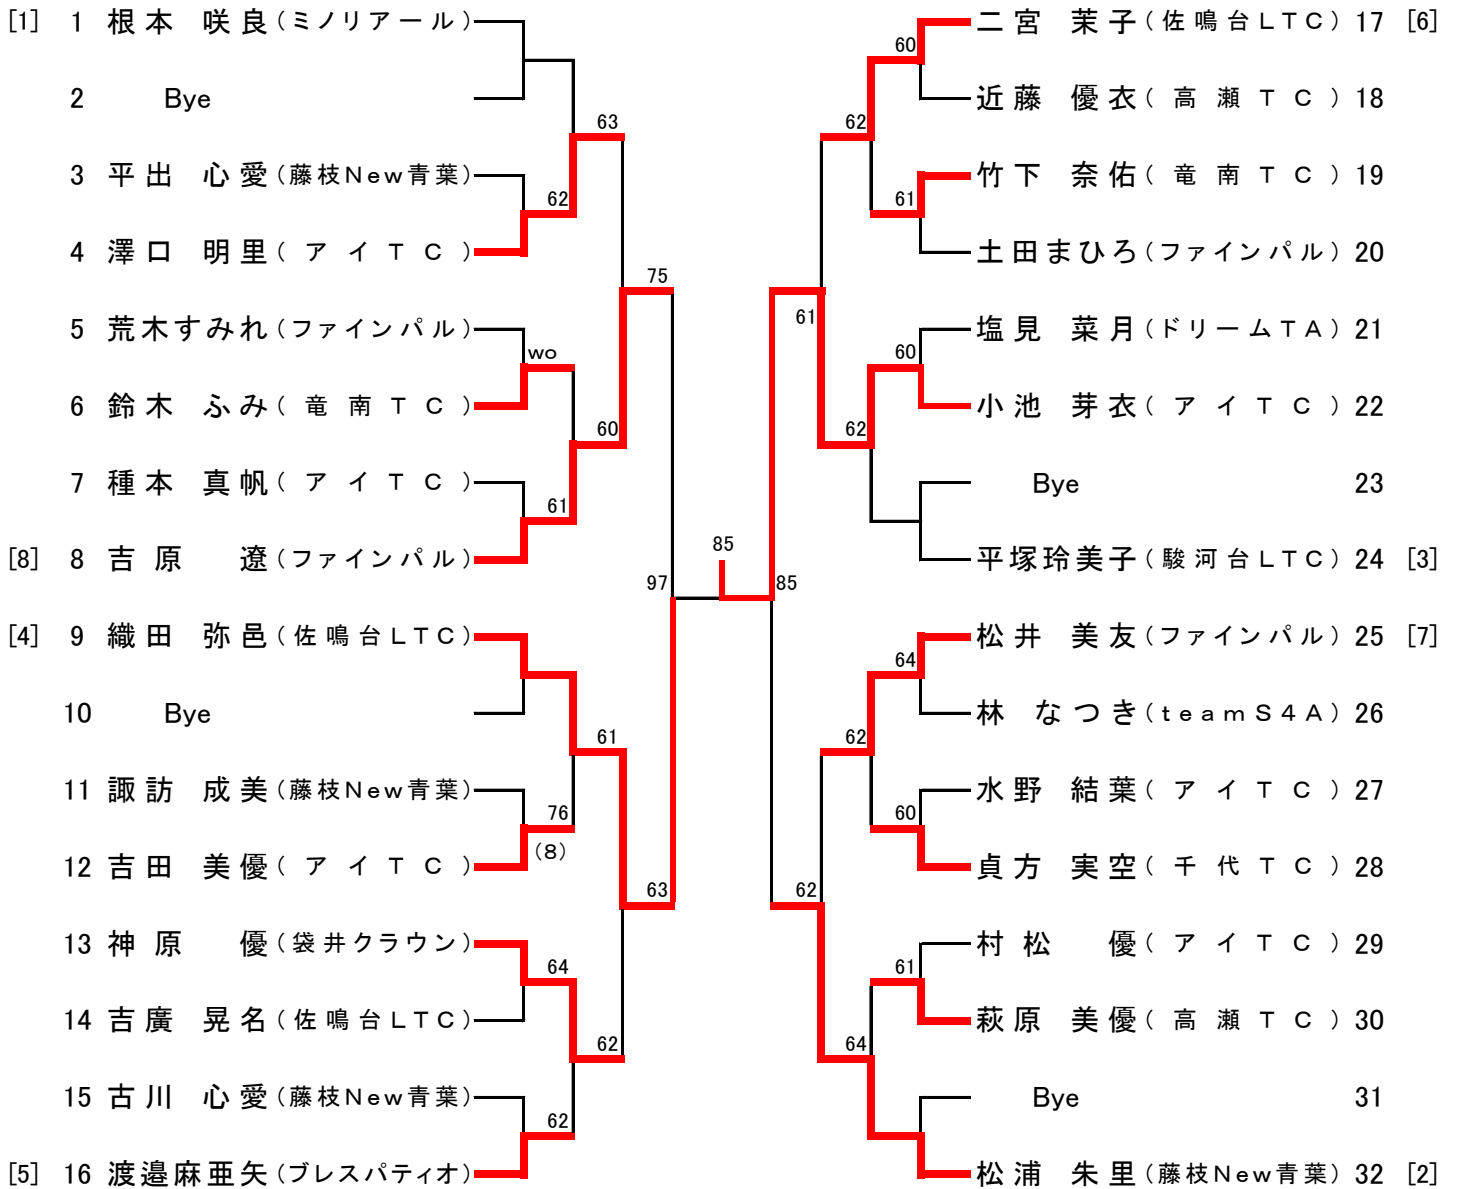 [1] 1 根本 咲良(ミノリアール)
2 Bye
63
3 平出 心愛(藤枝New青葉)
62
4 澤口 明里(アイTC)
75
5 荒木すみれ(ファインパル)
wo
6 鈴木 ふみ(竜南TC)
60
7 種本 真帆(アイTC)
61
[8] 8 吉原 遼(ファインパル)
97
[4] 9 織田 弥邑(佐鳴台LTC)
10 Bye
61
11 諏訪 成美(藤枝New青葉)
76
(8)
12 吉田 美優(アイTC)
63
13 神原 優(袋井クラウン)
64
14 吉廣 晃名(佐鳴台LTC)
62
15 古川 心愛(藤枝New青葉)
62
[5] 16 渡邉麻亜矢(ブレスパティオ)
85
85
二宮 茉子(佐鳴台LTC) 17 [6]
60
近藤 優衣(高瀬TC) 18
62
竹下 奈佑(竜南TC) 19
61
土田まひろ(ファインパル) 20
61
塩見 菜月(ドリームTA) 21
60
小池 芽衣(アイTC) 22
62
Bye 23
平塚玲美子(駿河台LTC) 24 [3]
松井 美友(ファインパル) 25 [7]
64
林 なつき(teamS4A) 26
62
水野 結葉(アイTC) 27
60
貞方 実空(千代TC) 28
62
村松 優(アイTC) 29
61
萩原 美優(高瀬TC) 30
64
Bye 31
松浦 朱里(藤枝New青葉) 32 [2]